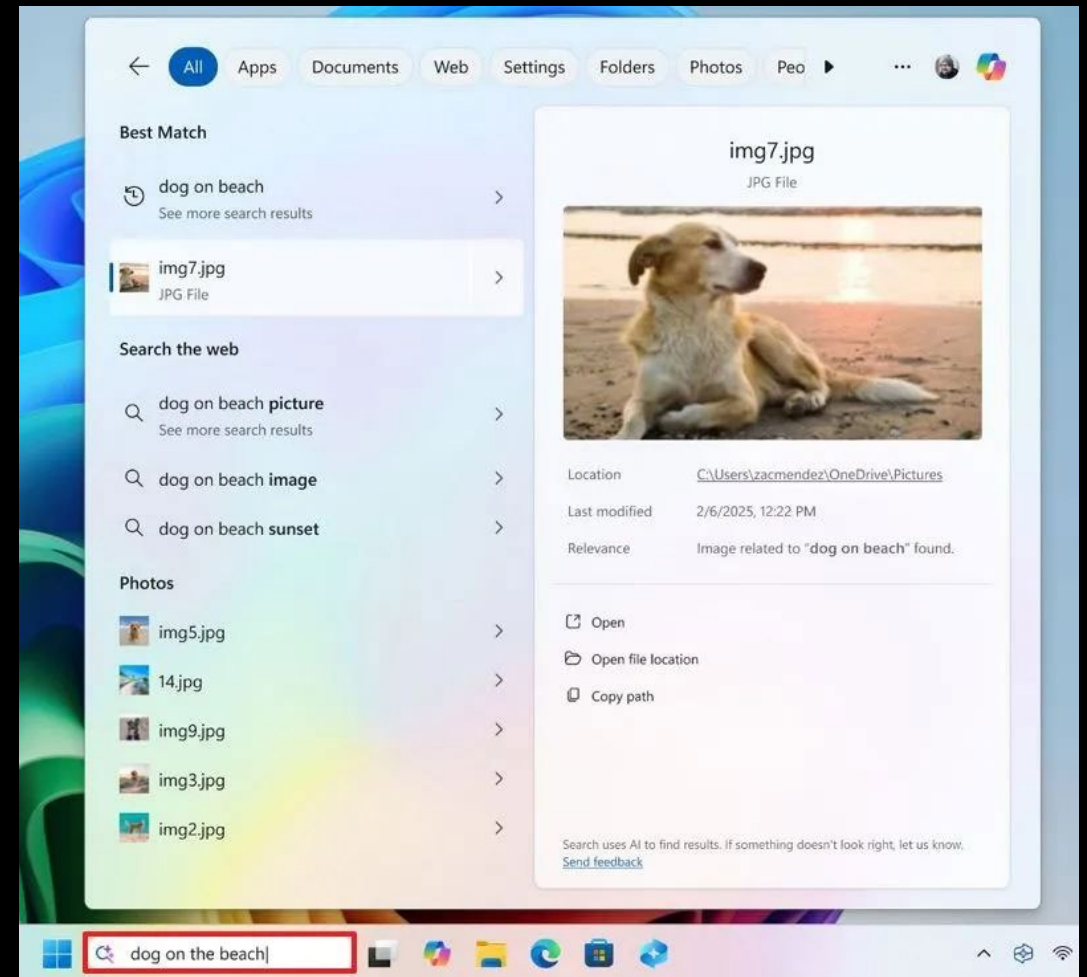 All Apps Documents Web Settings Folders Photos Peo ...
Best Match
dog on beach
See more search results
img7.jpg
JPG File
Search the web
dog on beach picture
See more search results
dog on beach image
dog on beach sunset
Photos
img5.jpg
14.jpg
img9.jpg
img3.jpg
img2.jpg
img7.jpg
JPG File
Location C:\Users\zacmendez\OneDrive\Pictures
Last modified 2/6/2025, 12:22 PM
Relevance Image related to "dog on beach" found.
Open
Open file location
Copy path
Search uses AI to find results. If something doesn't look right, let us know.
Send feedback
dog on the beach